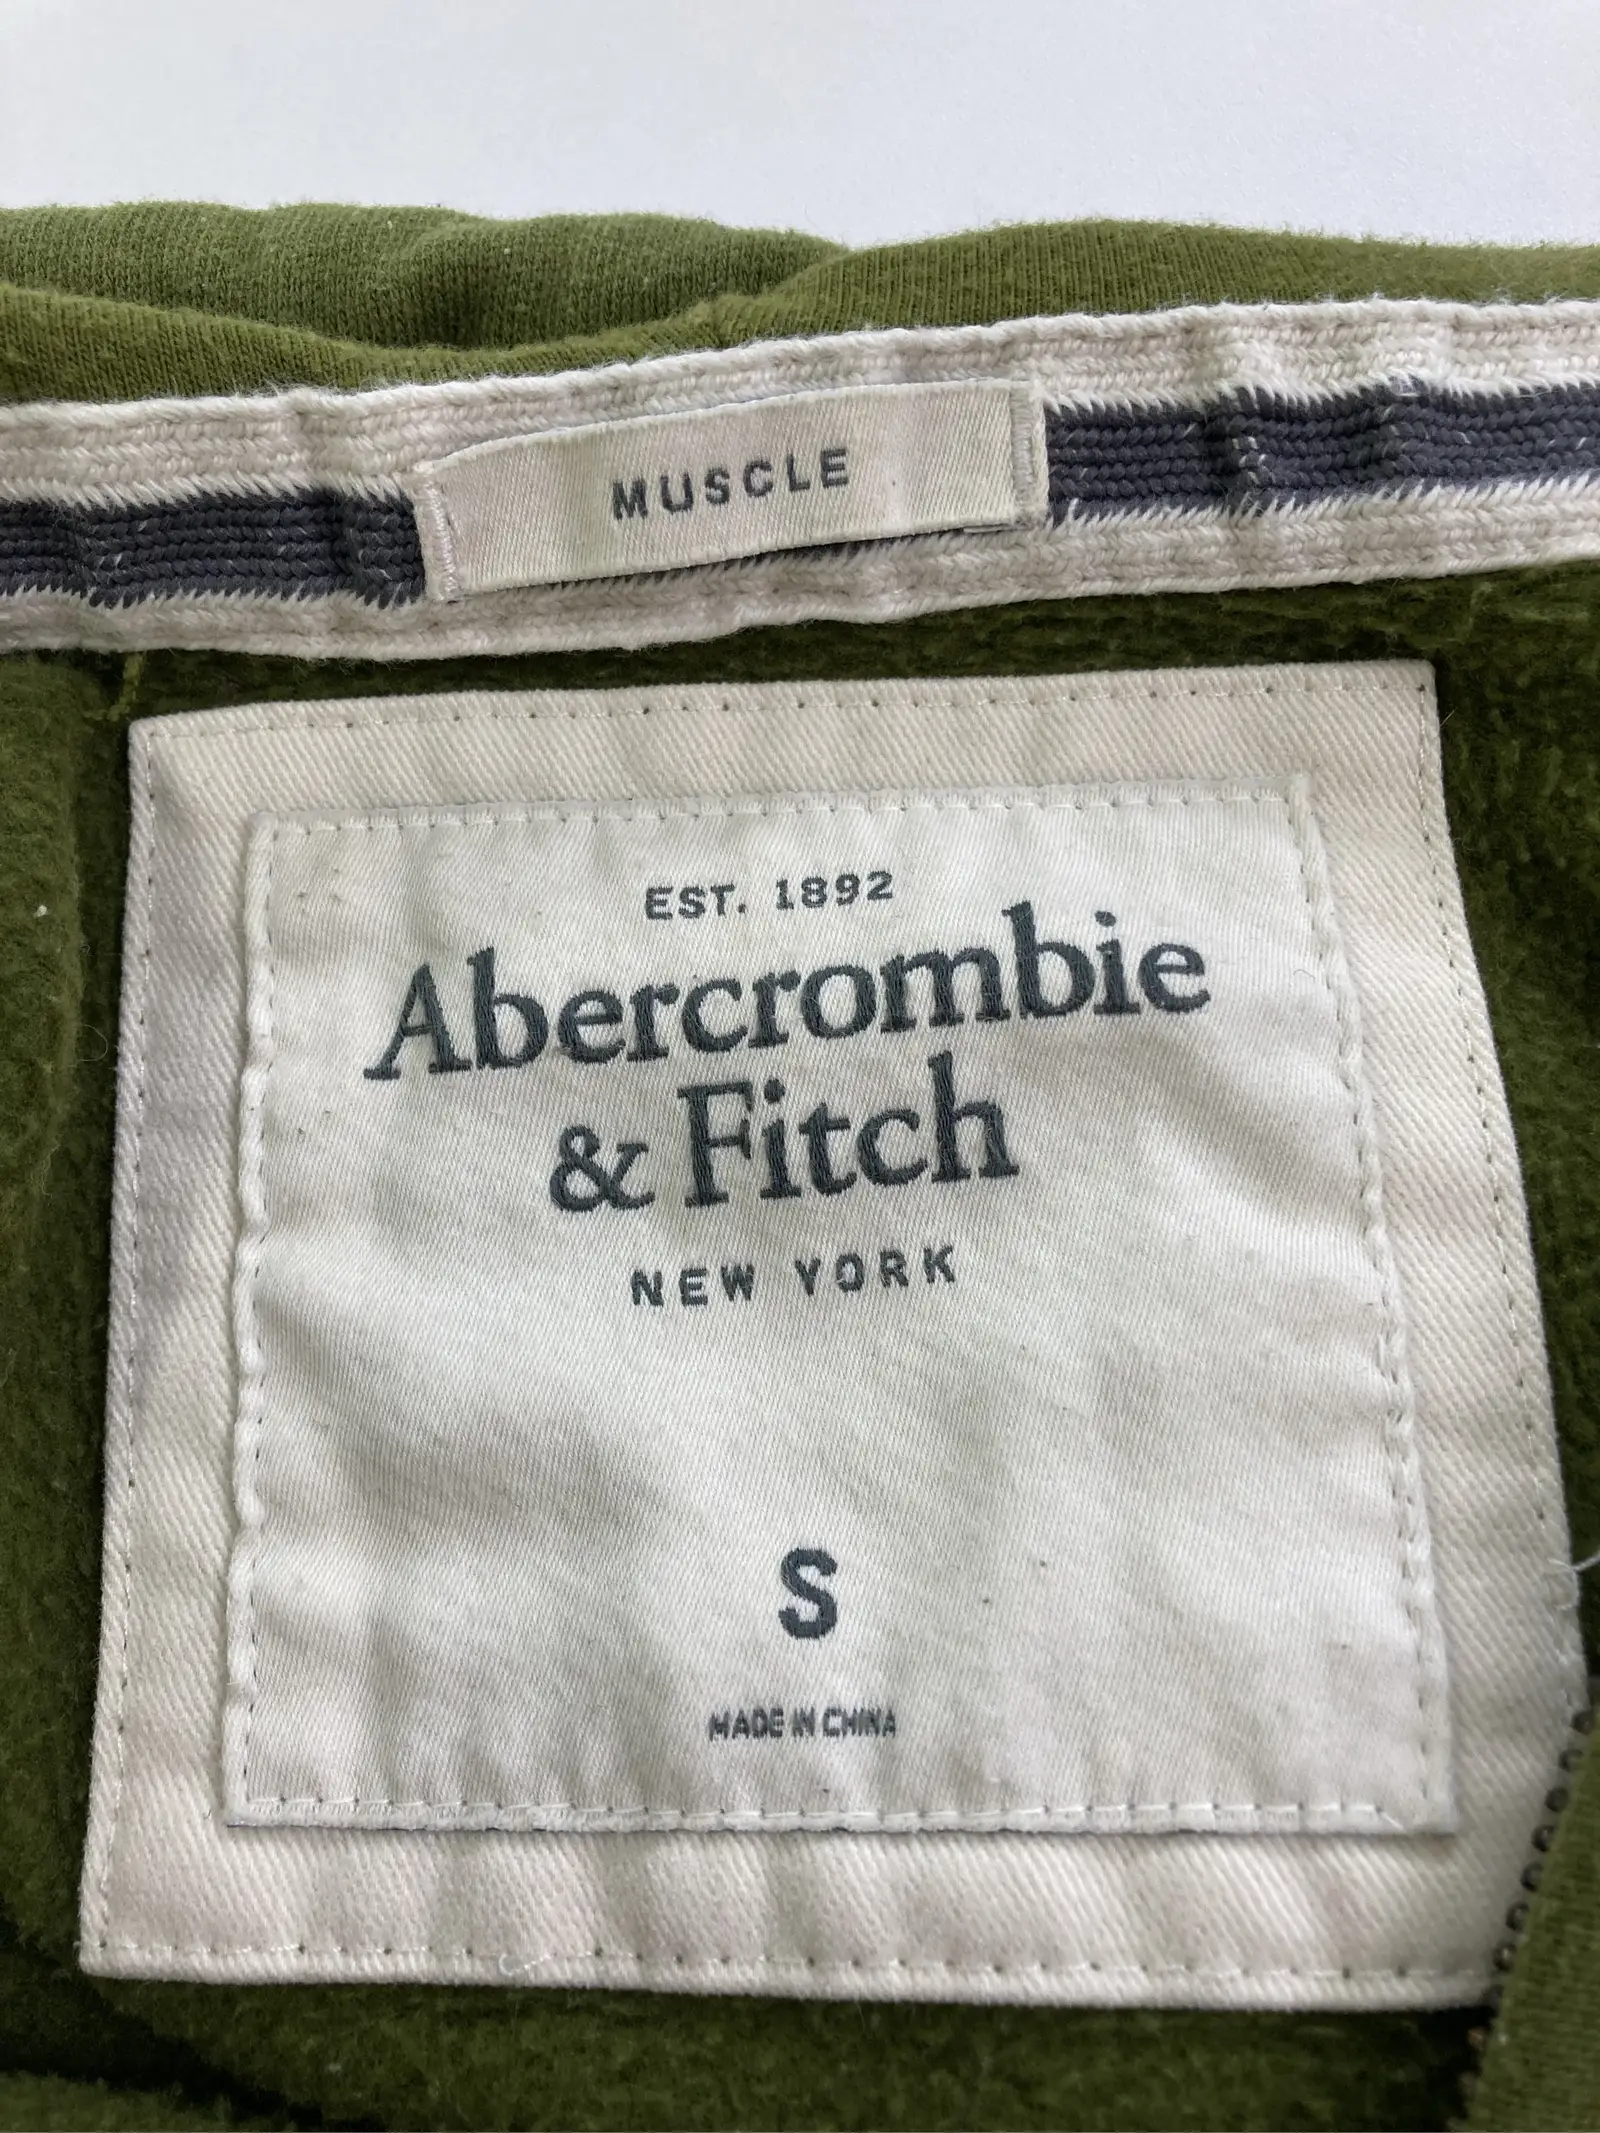 MUSCLE
EST. 1892
Abercrombie
& Fitch
NEW YORK
S
MADE IN CHINA